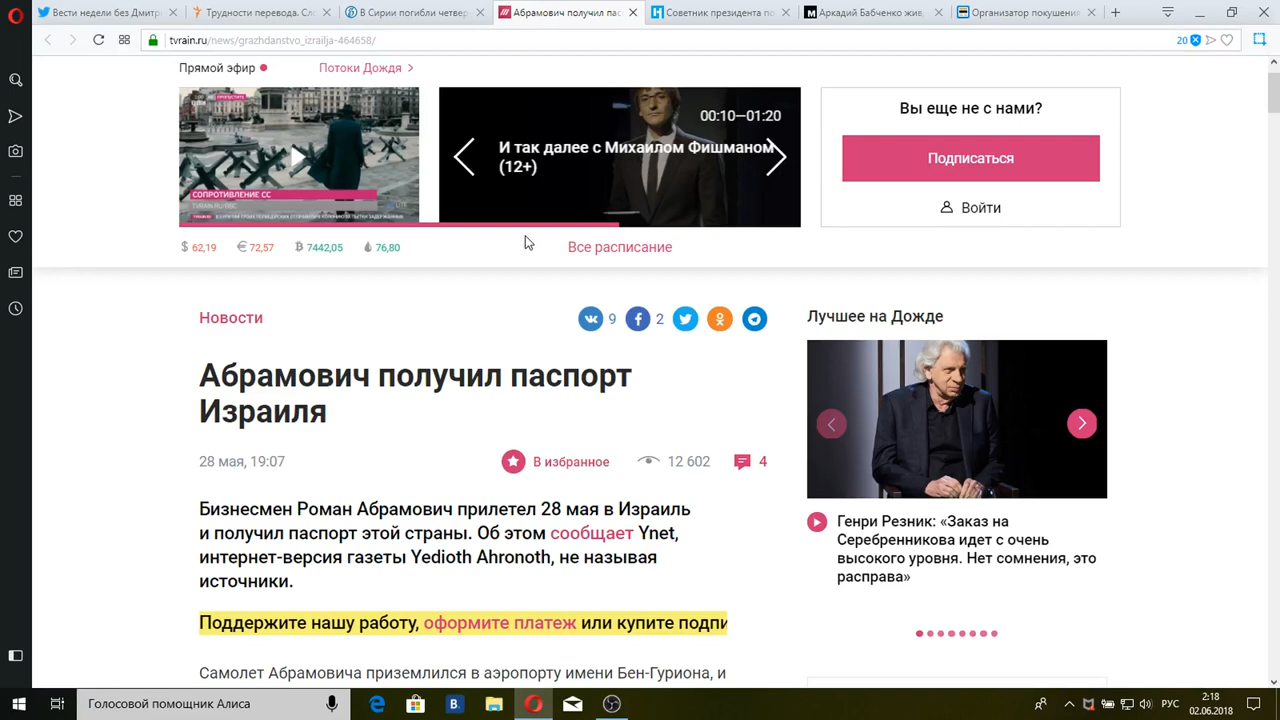 Вести недели без Дмитр
Трудности перевода. Сло
В Сирии погибли четвер
Абрамович получил пас
Советник президента по
Аркадий Бабченко жив,
Организатор покушения
tvrain.ru/news/grazhdanstvo_izrailja-464658/
20
Прямой эфир
Потоки Дождя
СОПРОТИВЛЕНИЕ СС
00:10—01:20
И так далее с Михаилом Фишманом
(12+)
Вы еще не с нами?
Подписаться
Войти
$ 62,19 € 72,57 7442,05 76,80
Все расписание
Новости
9
2
Лучшее на Дожде
Абрамович получил паспорт
Израиля
28 мая, 19:07
В избранное
12 602
4
Бизнесмен Роман Абрамович прилетел 28 мая в Израиль
и получил паспорт этой страны. Об этом сообщает Ynet,
интернет-версия газеты Yedioth Ahronoth, не называя
источники.
Генри Резник: «Заказ на
Серебренникова идет с очень
высокого уровня. Нет сомнения, это
расправа»
Поддержите нашу работу, оформите платеж или купите подпи
Самолет Абрамовича приземлился в аэропорту имени Бен-Гуриона, и
Голосовой помощник Алиса
РУС
2:18
02.06.2018